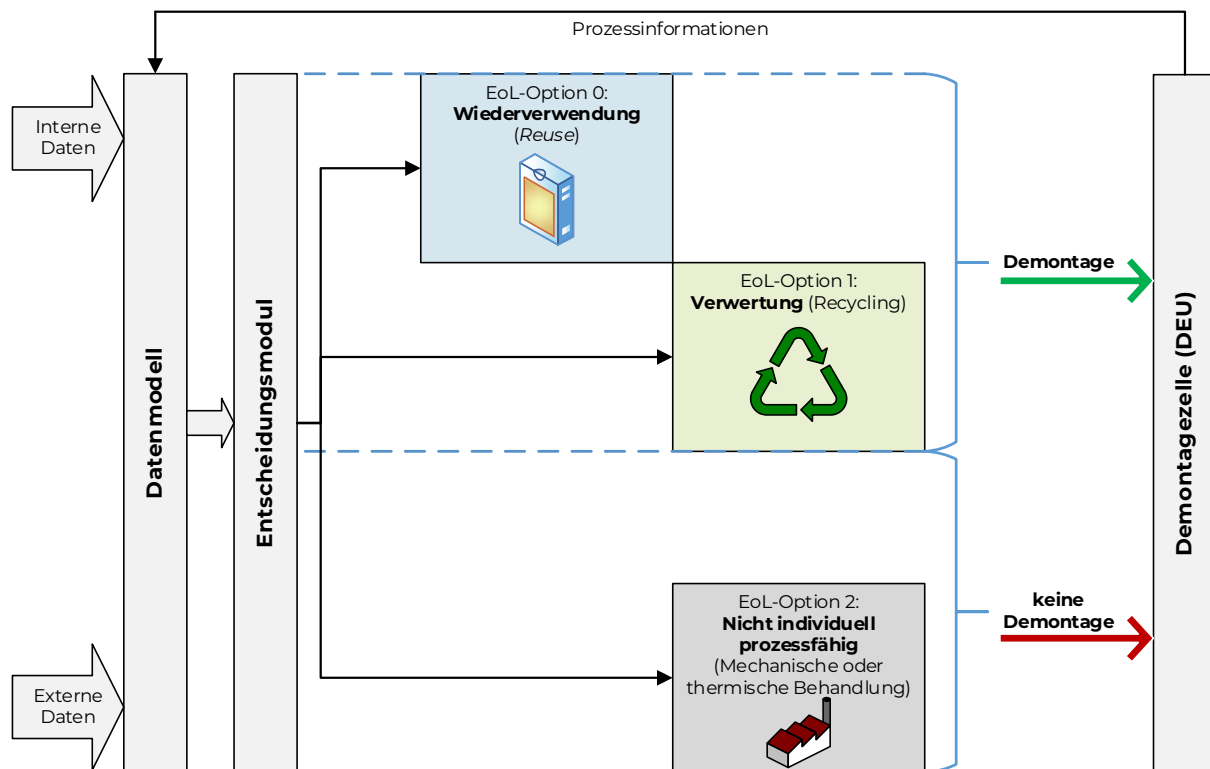 Prozessinformationen
Interne
Daten
Externe
Daten
Datenmodell
Entscheidungsmodul
EoL-Option 0:
Wiederverwendung
(Reuse)
EoL-Option 1:
Verwertung (Recycling)
EoL-Option 2:
Nicht individuell
prozessfähig
(Mechanische oder
thermische Behandlung)
Demontage
keine
Demontage
Demontagezelle (DEU)